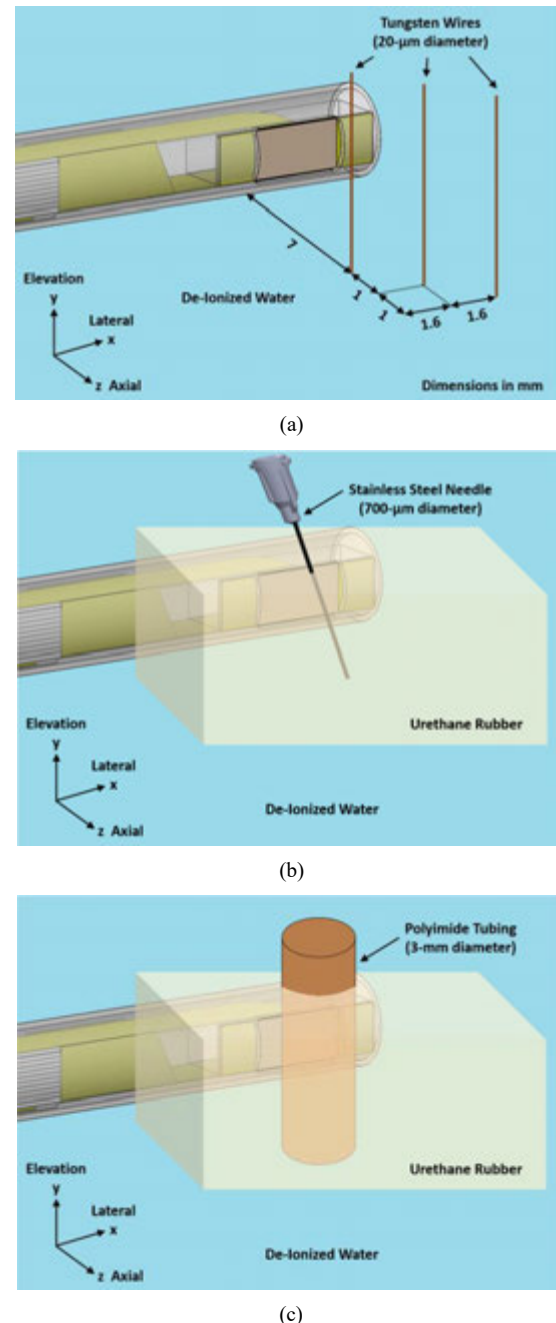 Tungsten Wires
(20-μm diameter)
7
1
1
1.6
1.6
Elevation
y
Lateral
x
z Axial
De-Ionized Water
Dimensions in mm
(a)
Stainless Steel Needle
(700-μm diameter)
Urethane Rubber
Elevation
y
Lateral
x
z Axial
De-Ionized Water
(b)
Polyimide Tubing
(3-mm diameter)
Urethane Rubber
Elevation
y
Lateral
x
z Axial
De-Ionized Water
(c)